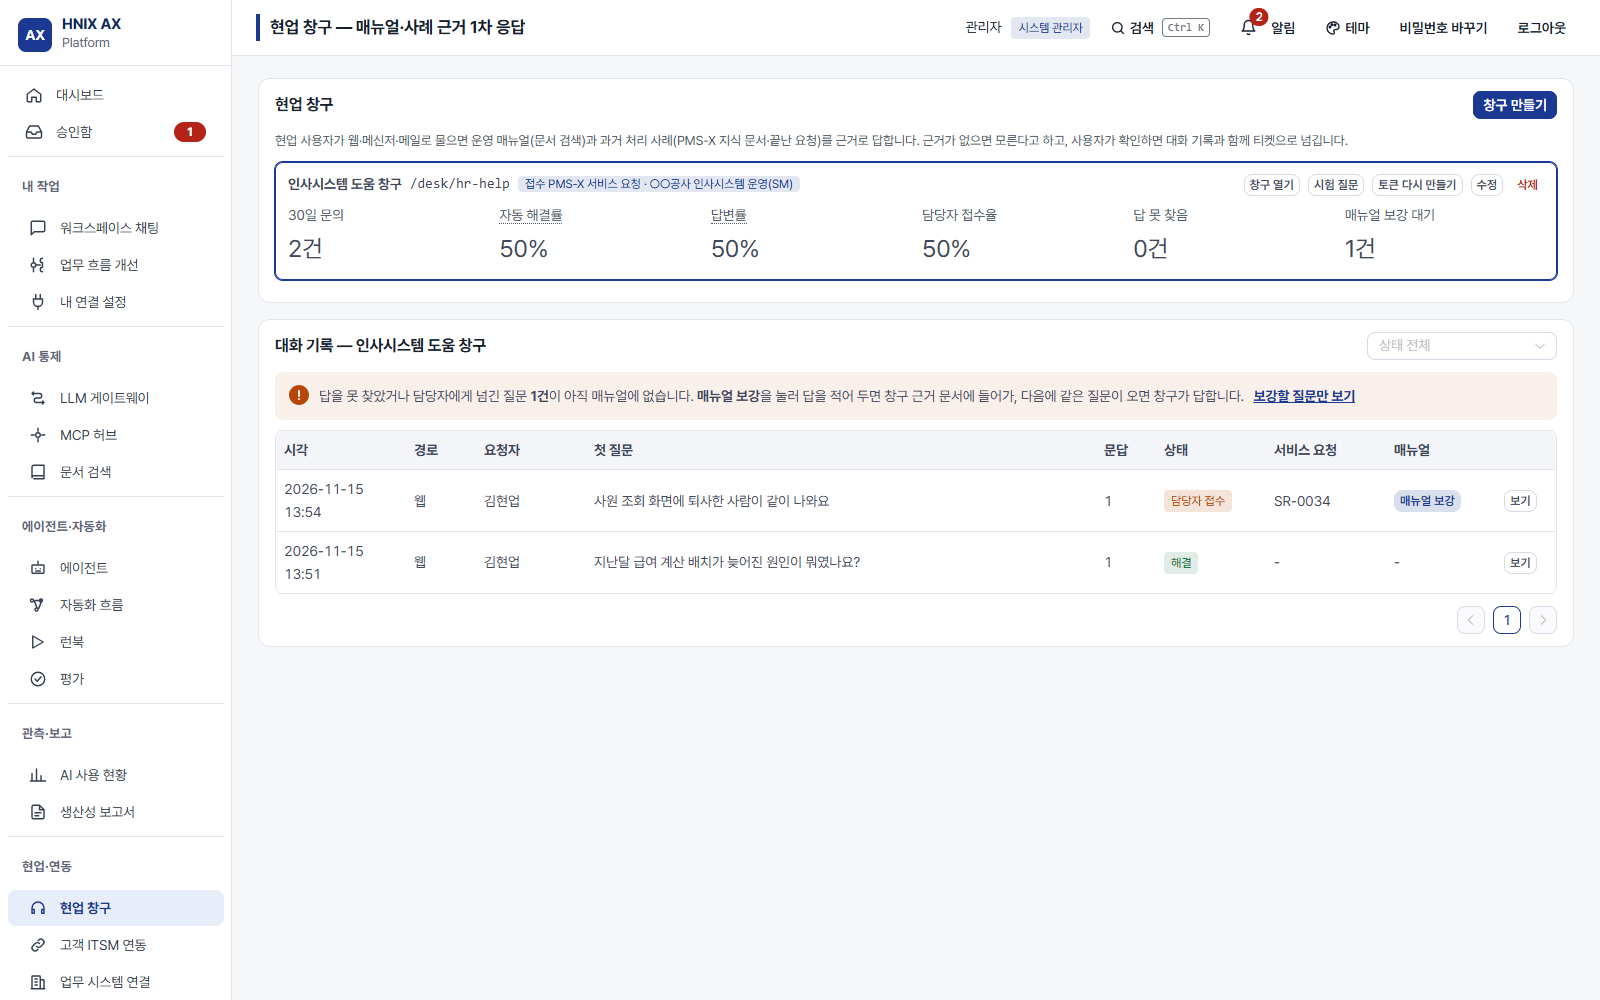 AX
HNIX AX
Platform
대시보드
승인함
1
내 작업
워크스페이스 채팅
업무 흐름 개선
내 연결 설정
AI 통제
LLM 게이트웨이
MCP 허브
문서 검색
에이전트·자동화
에이전트
자동화 흐름
런북
평가
관측·보고
AI 사용 현황
생산성 보고서
현업·연동
현업 창구
고객 ITSM 연동
업무 시스템 연결
현업 창구 — 매뉴얼·사례 근거 1차 응답
관리자 시스템 관리자 검색 Ctrl K 2 알림 테마 비밀번호 바꾸기 로그아웃
현업 창구
창구 만들기
현업 사용자가 웹·메신저·메일로 물으면 운영 매뉴얼(문서 검색)과 과거 처리 사례(PMS-X 지식 문서·끝난 요청)를 근거로 답합니다. 근거가 없으면 모른다고 하고, 사용자가 확인하면 대화 기록과 함께 티켓으로 넘깁니다.
인사시스템 도움 창구 /desk/hr-help 접수 PMS-X 서비스 요청 · 〇〇공사 인사시스템 운영(SM)
창구 열기 시험 질문 토큰 다시 만들기 수정 삭제
30일 문의 자동 해결률 답변률 담당자 접수율 답 못 찾음 매뉴얼 보강 대기
2건 50% 50% 50% 0건 1건
대화 기록 — 인사시스템 도움 창구
상태 전체
답을 못 찾았거나 담당자에게 넘긴 질문 1건이 아직 매뉴얼에 없습니다. 매뉴얼 보강을 눌러 답을 적어 두면 창구 근거 문서에 들어가, 다음에 같은 질문이 오면 창구가 답합니다. 보강할 질문만 보기
시각 경로 요청자 첫 질문 문답 상태 서비스 요청 매뉴얼
2026-11-15 13:54 웹 김현업 사원 조회 화면에 퇴사한 사람이 같이 나와요 1 담당자 접수 SR-0034 매뉴얼 보강 보기
2026-11-15 13:51 웹 김현업 지난달 급여 계산 배치가 늦어진 원인이 뭐였나요? 1 해결 - - 보기
1